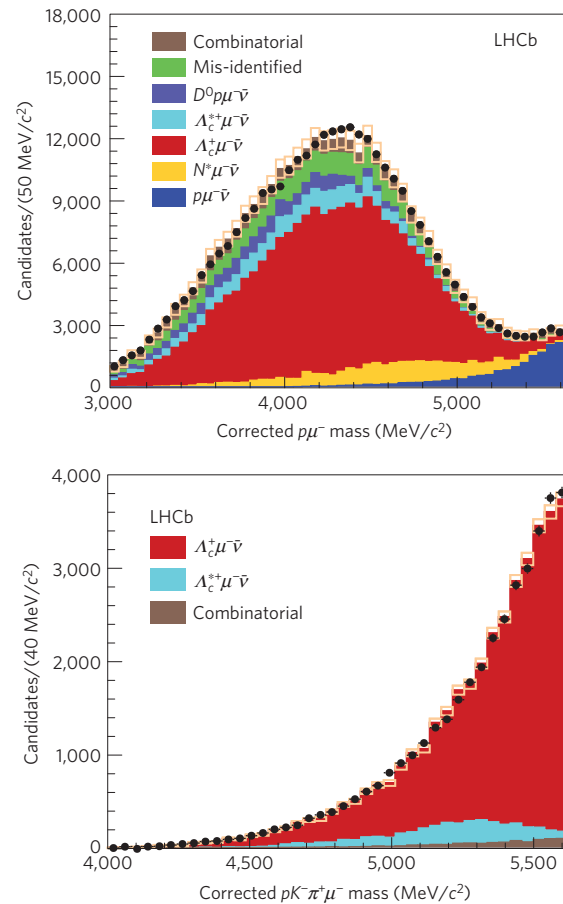 18,000
15,000
12,000
9,000
6,000
3,000
0
Candidates/(50 MeV/c²)
Combinatorial
Mis-identified
D⁰pμ⁻ν̄
Λc*⁺μ⁻ν̄
Λc⁺μ⁻ν̄
N*μ⁻ν̄
pμ⁻ν̄
LHCb
3,000 4,000 5,000
Corrected pμ⁻ mass (MeV/c²)
4,000
3,000
2,000
1,000
0
Candidates/(40 MeV/c²)
LHCb
Λc⁺μ⁻ν̄
Λc*⁺μ⁻ν̄
Combinatorial
4,000 4,500 5,000 5,500
Corrected pK⁻π⁺μ⁻ mass (MeV/c²)